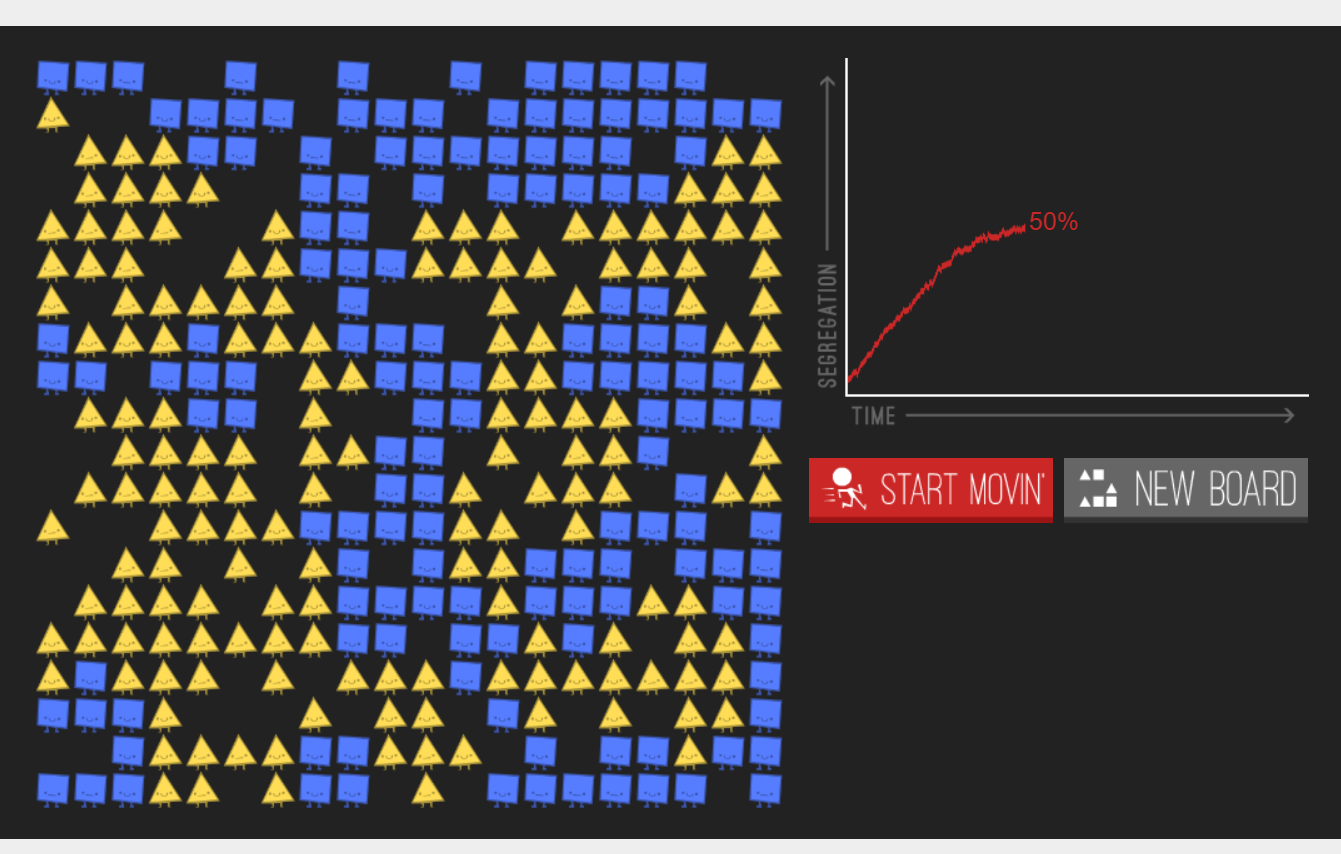 50%
SEGREGATION
TIME
START MOVIN'
NEW BOARD